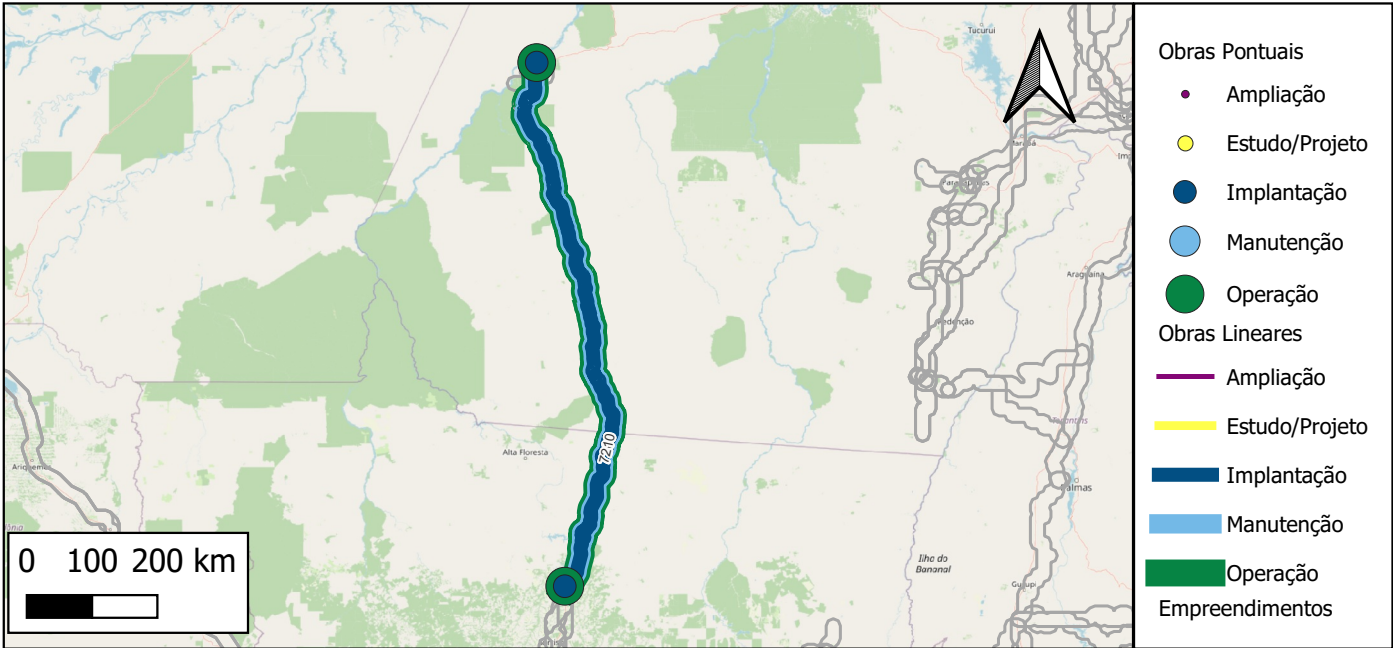 Tucuruí
Marabá
Araguaína
Redenção
Alta Floresta
7210
Ariquemes
Tocantins
Palmas
Ilha do
Bananal
Gurupi
0 100 200 km
Obras Pontuais
Ampliação
Estudo/Projeto
Implantação
Manutenção
Operação
Obras Lineares
Ampliação
Estudo/Projeto
Implantação
Manutenção
Operação
Empreendimentos